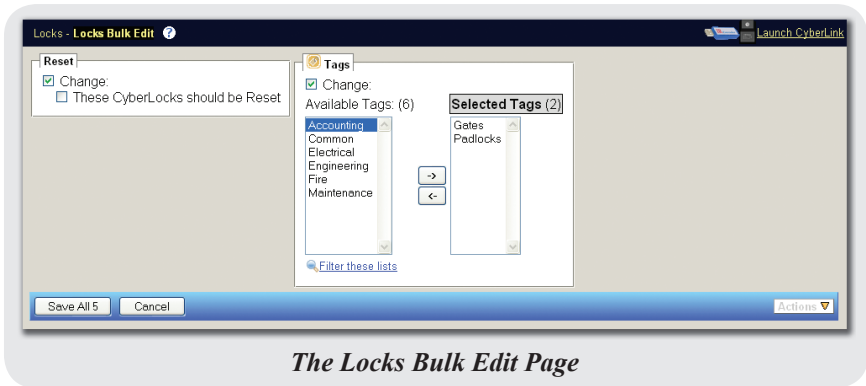 Locks - Locks Bulk Edit ?
Launch CyberLink
Reset
Change:
These CyberLocks should be Reset
Tags
Change:
Available Tags: (6)
Accounting
Common
Electrical
Engineering
Fire
Maintenance
->
<-
Selected Tags (2)
Gates
Padlocks
Filter these lists
Save All 5
Cancel
Actions
The Locks Bulk Edit Page